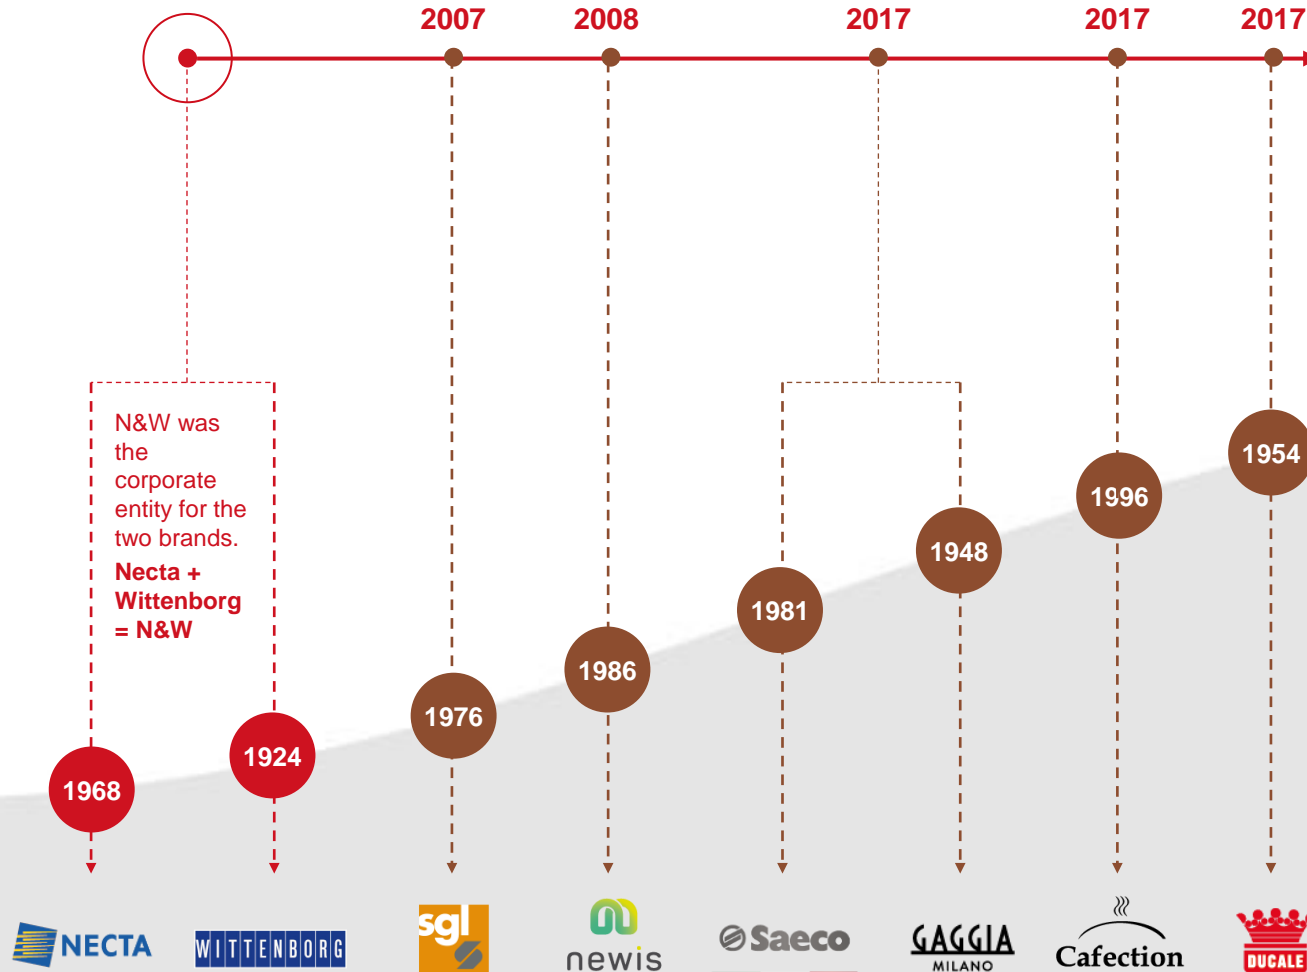 2007 2008 2017 2017 2017
N&W was
the
corporate
entity for the
two brands.
Necta +
Wittenborg
= N&W
1954
1996
1948
1981
1986
1976
1924
1968
NECTA
WITTENBORG
sgl
newis
Saeco
GAGGIA
MILANO
Cafection
DUCALE